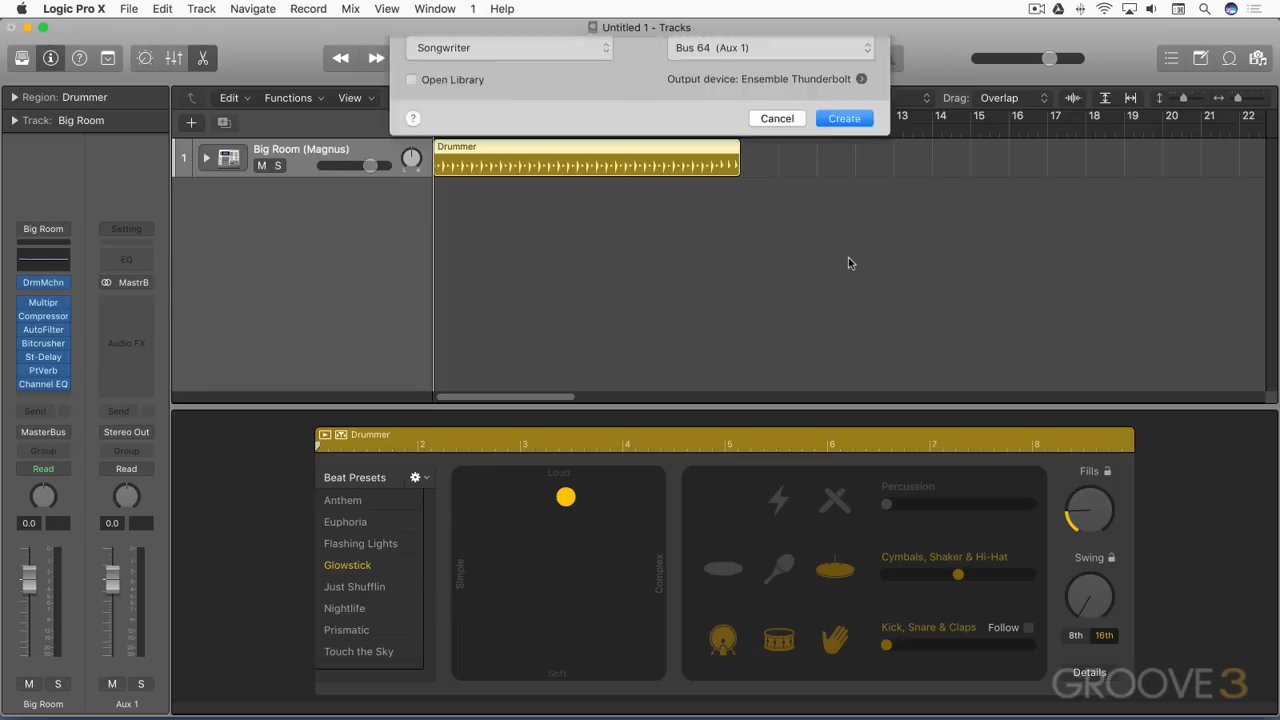 Logic Pro X File Edit Track Navigate Record Mix View Window 1 Help
Untitled 1 - Tracks
Songwriter
Bus 64 (Aux 1)
Open Library
Output device: Ensemble Thunderbolt
?
Cancel
Create
Region: Drummer
Track: Big Room
Edit Functions View
Drag: Overlap
13 14 15 16 17 18 19 20 21 22
1
Big Room (Magnus)
M S
Drummer
Big Room
Setting
EQ
DrmMchn
MastrB
Multipr
Compressor
AutoFilter
Bitcrusher
St-Delay
PtVerb
Channel EQ
Audio FX
Send
Send
MasterBus
Stereo Out
Group
Group
Read
Read
0.0
0.0
M S
M S
Big Room
Aux 1
Drummer
2 3 4 5 6 7 8
Beat Presets
Anthem
Euphoria
Flashing Lights
Glowstick
Just Shufflin
Nightlife
Prismatic
Touch the Sky
Loud
Simple
Complex
Soft
Percussion
Cymbals, Shaker & Hi-Hat
Kick, Snare & Claps
Follow
Fills
Swing
8th 16th
Details
GROOVE 3